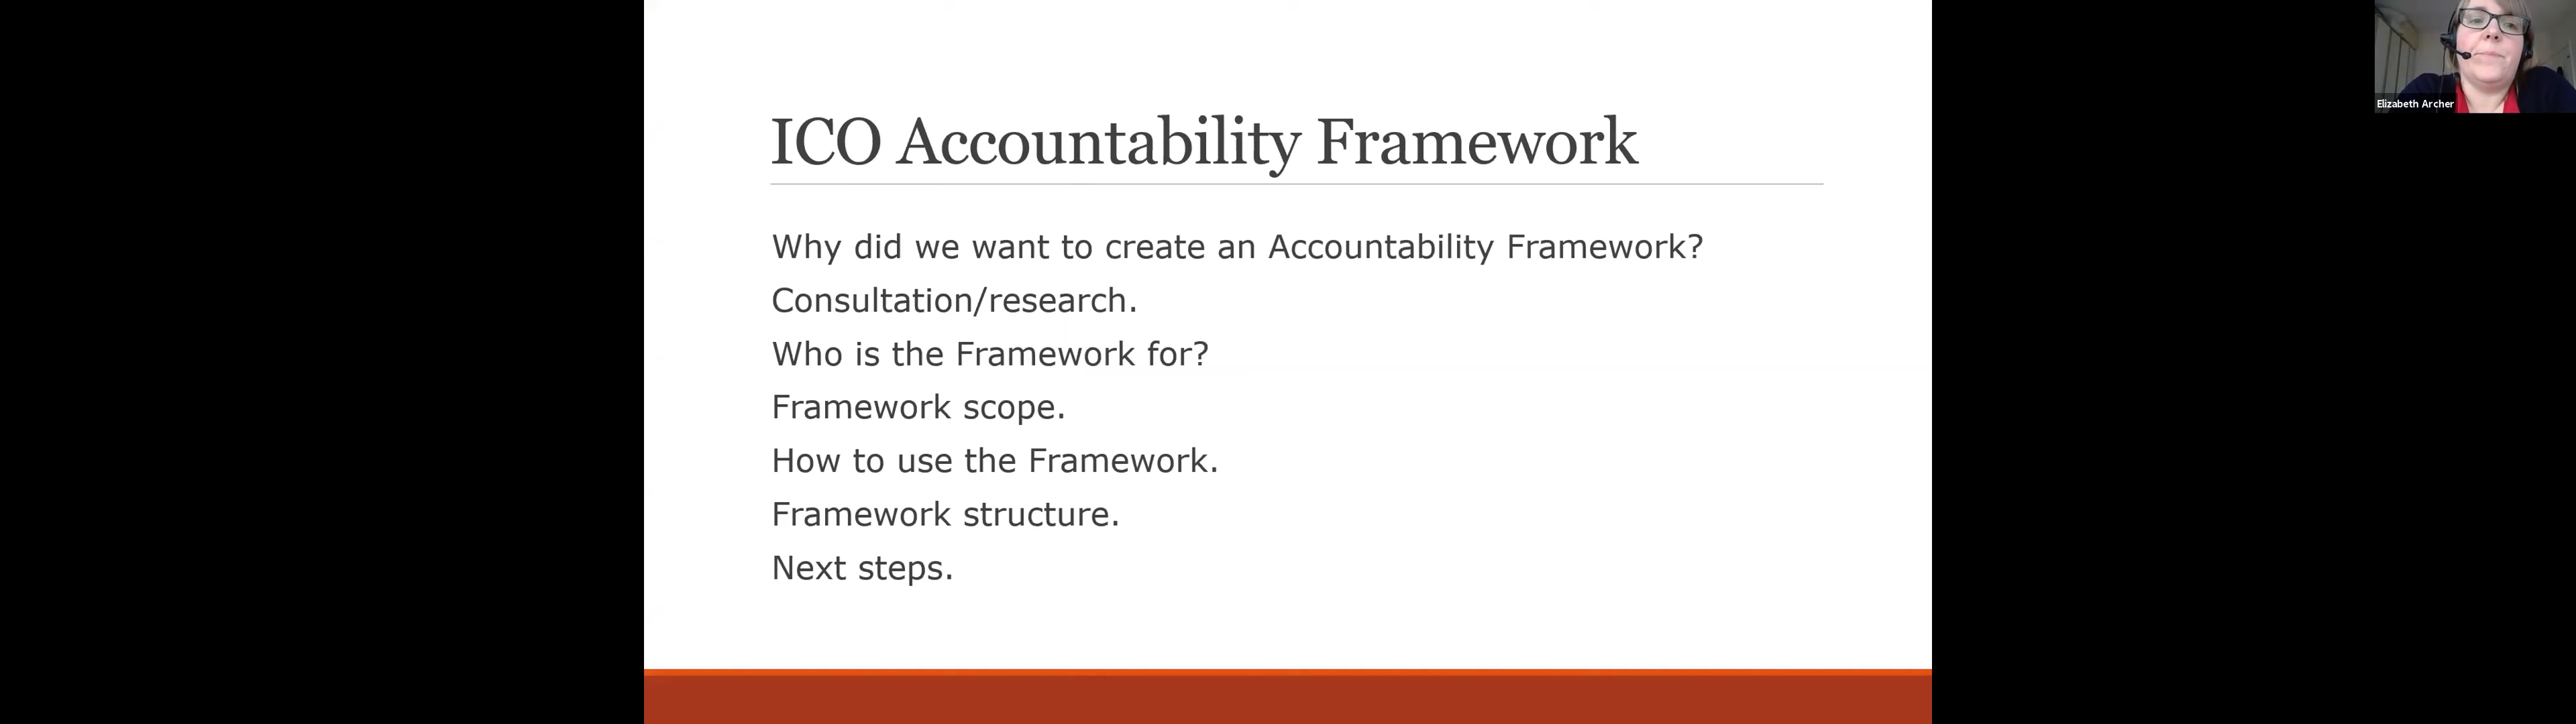 ICO Accountability Framework
Why did we want to create an Accountability Framework?
Consultation/research.
Who is the Framework for?
Framework scope.
How to use the Framework.
Framework structure.
Next steps.
Elizabeth Archer